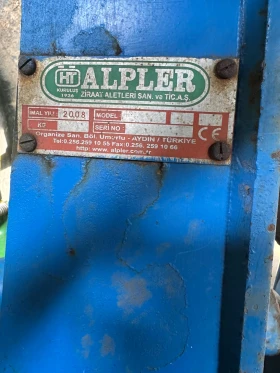 HT ALPLER
KURULUŞ 1926 ZİRAAT ALETLERİ SAN. ve TİC. A.Ş.
İMAL YILI 2008 MODEL
KG SERİ NO CE
Organize San. Böl. Umurlu - AYDIN / TÜRKİYE
Tel:0.256.259 10 65 Fax:0.256. 259 10 66
http: www.alpler.com.tr